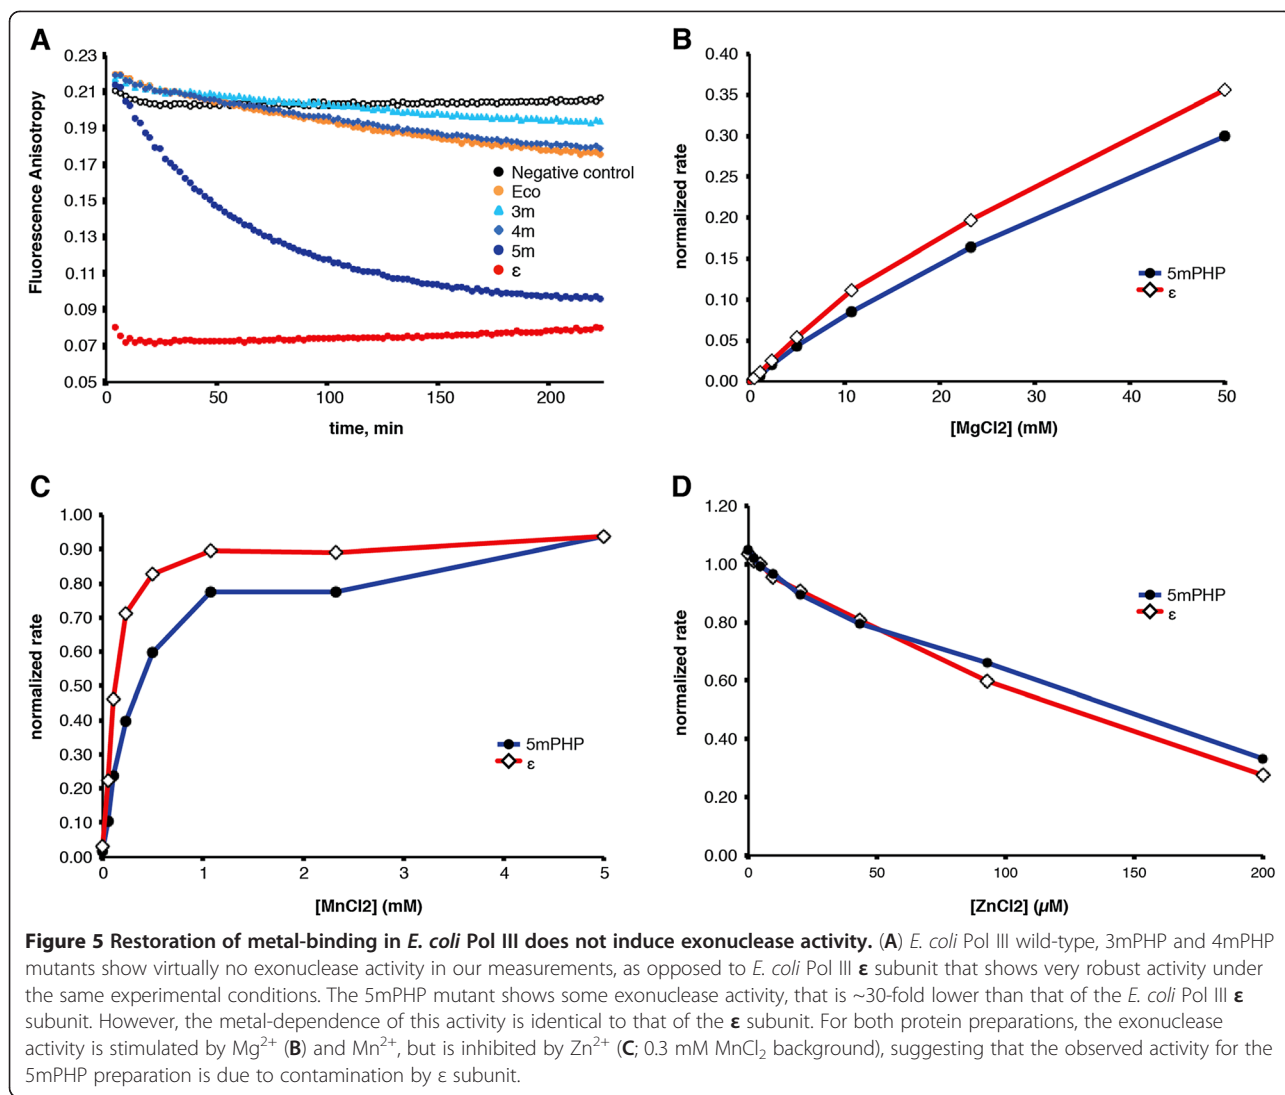 A
0.23
0.21
0.19
0.17
0.15
0.13
0.11
0.09
0.07
0.05
0
50
100
150
200
Fluorescence Anisotropy
time, min
Negative control
Eco
3m
4m
5m
ε
B
0.40
0.35
0.30
0.25
0.20
0.15
0.10
0.05
0.00
0
10
20
30
40
50
normalized rate
[MgCl2] (mM)
5mPHP
ε
C
1.00
0.90
0.80
0.70
0.60
0.50
0.40
0.30
0.20
0.10
0.00
0
1
2
3
4
5
normalized rate
[MnCl2] (mM)
5mPHP
ε
D
1.20
1.00
0.80
0.60
0.40
0.20
0.00
0
50
100
150
200
normalized rate
[ZnCl2] (µM)
5mPHP
ε
Figure 5 Restoration of metal-binding in E. coli Pol III does not induce exonuclease activity. (A) E. coli Pol III wild-type, 3mPHP and 4mPHP
mutants show virtually no exonuclease activity in our measurements, as opposed to E. coli Pol III ε subunit that shows very robust activity under
the same experimental conditions. The 5mPHP mutant shows some exonuclease activity, that is ~30-fold lower than that of the E. coli Pol III ε
subunit. However, the metal-dependence of this activity is identical to that of the ε subunit. For both protein preparations, the exonuclease
activity is stimulated by Mg²⁺ (B) and Mn²⁺, but is inhibited by Zn²⁺ (C; 0.3 mM MnCl₂ background), suggesting that the observed activity for the
5mPHP preparation is due to contamination by ε subunit.